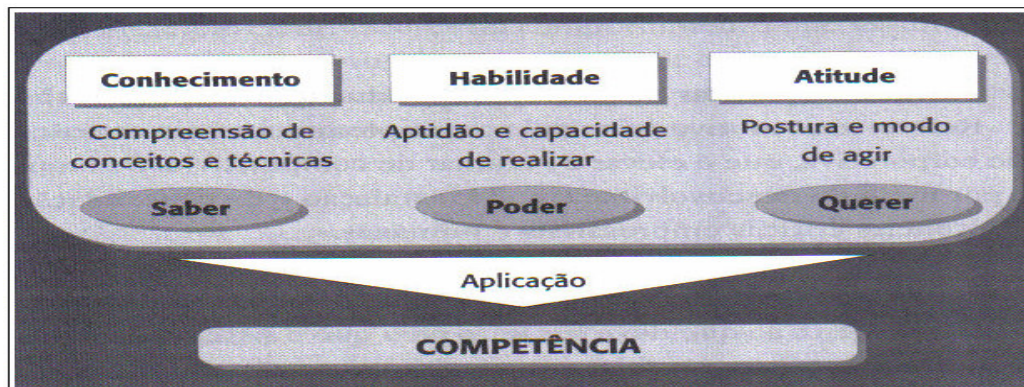 Conhecimento
Compreensão de
conceitos e técnicas
Saber
Habilidade
Aptidão e capacidade
de realizar
Poder
Atitude
Postura e modo
de agir
Querer
Aplicação
COMPETÊNCIA